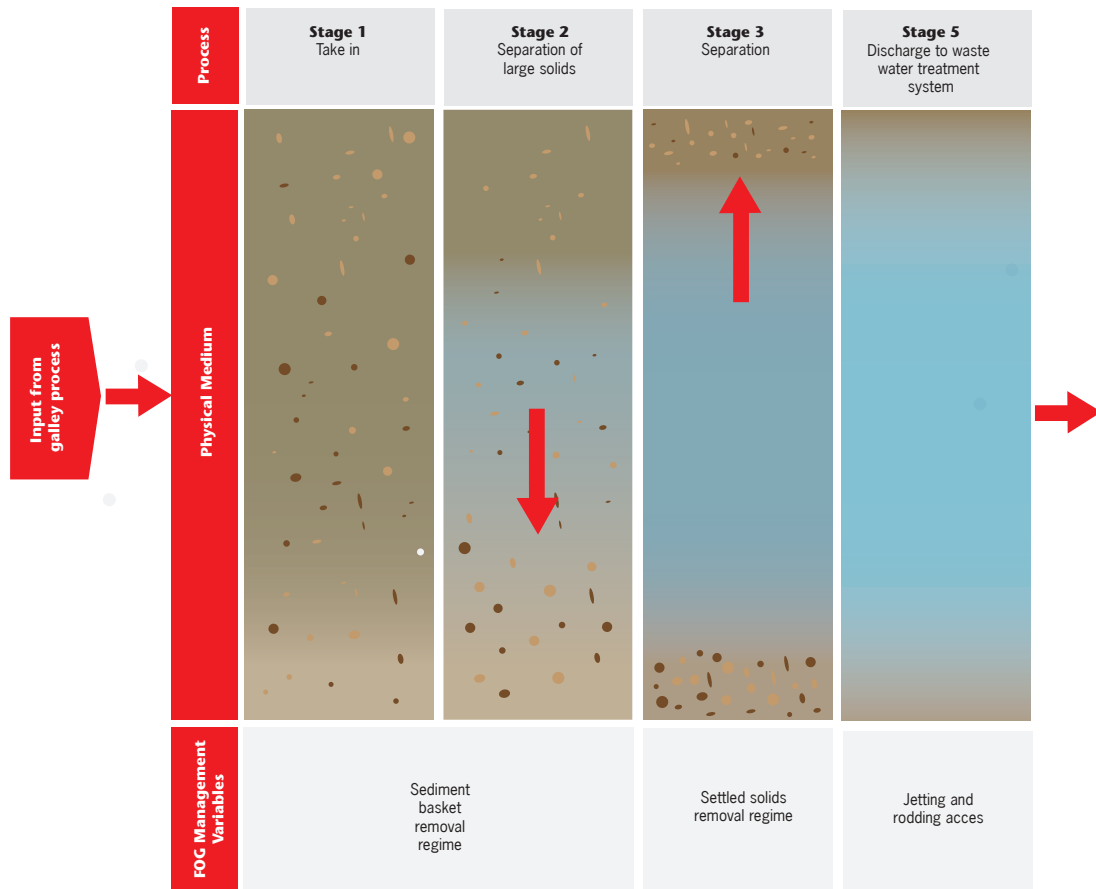 Process
Stage 1
Take in
Stage 2
Separation of
large solids
Stage 3
Separation
Stage 5
Discharge to waste
water treatment
system
Input from
galley process
Physical Medium
FOG Management
Variables
Sediment
basket
removal
regime
Settled solids
removal regime
Jetting and
rodding acces